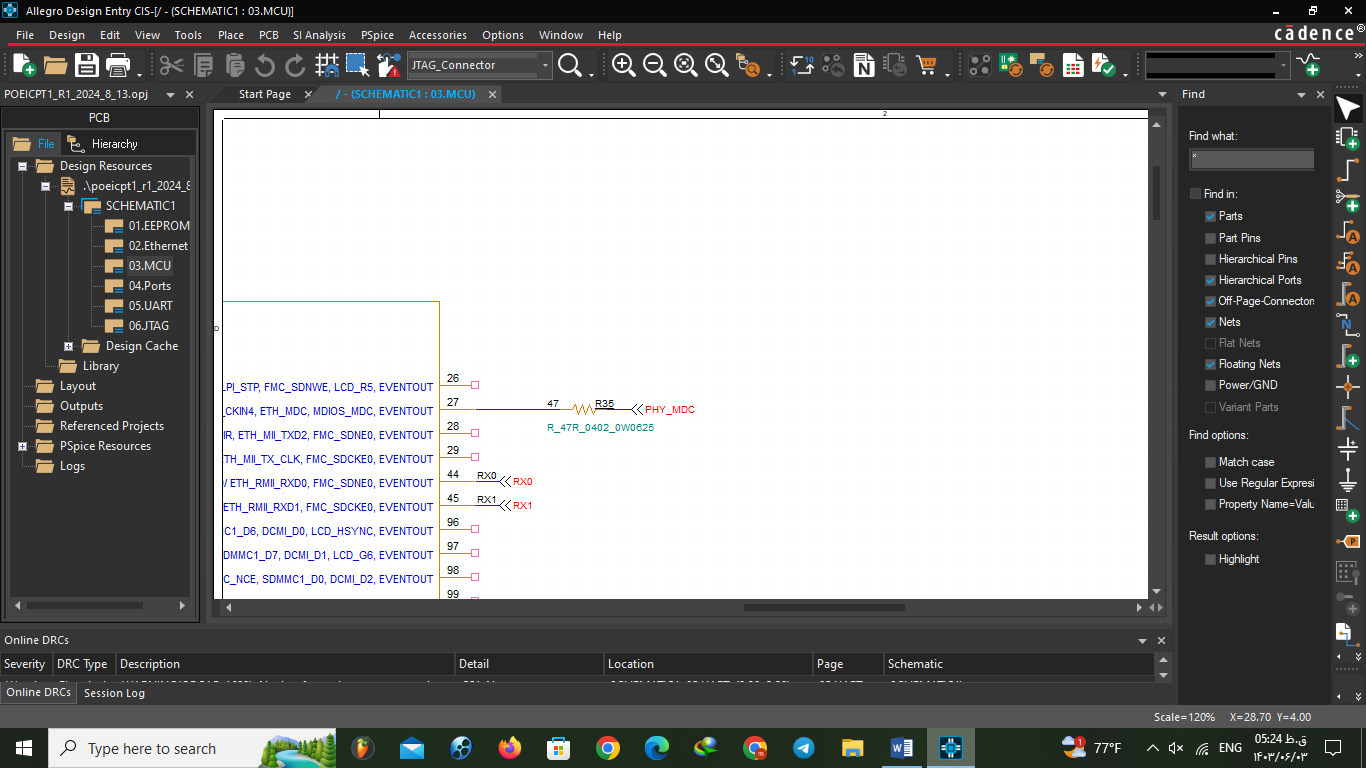 Allegro Design Entry CIS-[/ - (SCHEMATIC1 : 03.MCU)]
File Design Edit View Tools Place PCB SI Analysis PSpice Accessories Options Window Help
cadence®
JTAG_Connector
POEICPT1_R1_2024_8_13.opj
Start Page
/ - (SCHEMATIC1 : 03.MCU)
Find
PCB
File
Hierarchy
Design Resources
.\poeicpt1_r1_2024_8
SCHEMATIC1
01.EEPROM
02.Ethernet
03.MCU
04.Ports
05.UART
06.JTAG
Design Cache
Library
Layout
Outputs
Referenced Projects
PSpice Resources
Logs
2
D
LPI_STP, FMC_SDNWE, LCD_R5, EVENTOUT 26
_CKIN4, ETH_MDC, MDIOS_MDC, EVENTOUT 27
47 R35 PHY_MDC
R_47R_0402_0W0625
IR, ETH_MII_TXD2, FMC_SDNE0, EVENTOUT 28
TH_MII_TX_CLK, FMC_SDCKE0, EVENTOUT 29
/ ETH_RMII_RXD0, FMC_SDNE0, EVENTOUT 44 RX0 RX0
ETH_RMII_RXD1, FMC_SDCKE0, EVENTOUT 45 RX1 RX1
C1_D6, DCMI_D0, LCD_HSYNC, EVENTOUT 96
DMMC1_D7, DCMI_D1, LCD_G6, EVENTOUT 97
C_NCE, SDMMC1_D0, DCMI_D2, EVENTOUT 98
99
Find what:
*
Find in:
Parts
Part Pins
Hierarchical Pins
Hierarchical Ports
Off-Page-Connectors
Nets
Flat Nets
Floating Nets
Power/GND
Variant Parts
Find options:
Match case
Use Regular Expresi
Property Name=Valu
Result options:
Highlight
Online DRCs
Severity DRC Type Description Detail Location Page Schematic
Online DRCs Session Log
Scale=120% X=28.70 Y=4.00
Type here to search
1
77°F
ENG
05:24 ق.ظ
۱۴۰۳/۰۶/۰۳